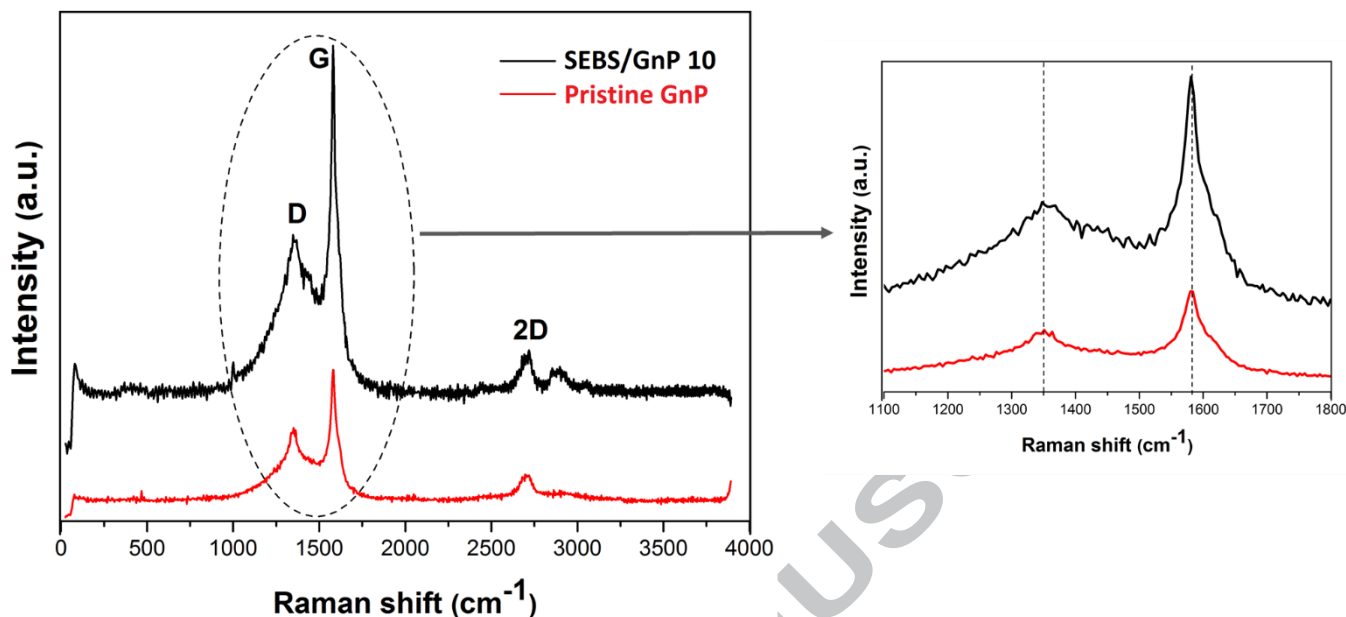 SEBS/GnP 10
Pristine GnP
G
D
2D
Intensity (a.u.)
0 500 1000 1500 2000 2500 3000 3500 4000
Raman shift (cm-1)
Intensity (a.u.)
1100 1200 1300 1400 1500 1600 1700 1800
Raman shift (cm-1)